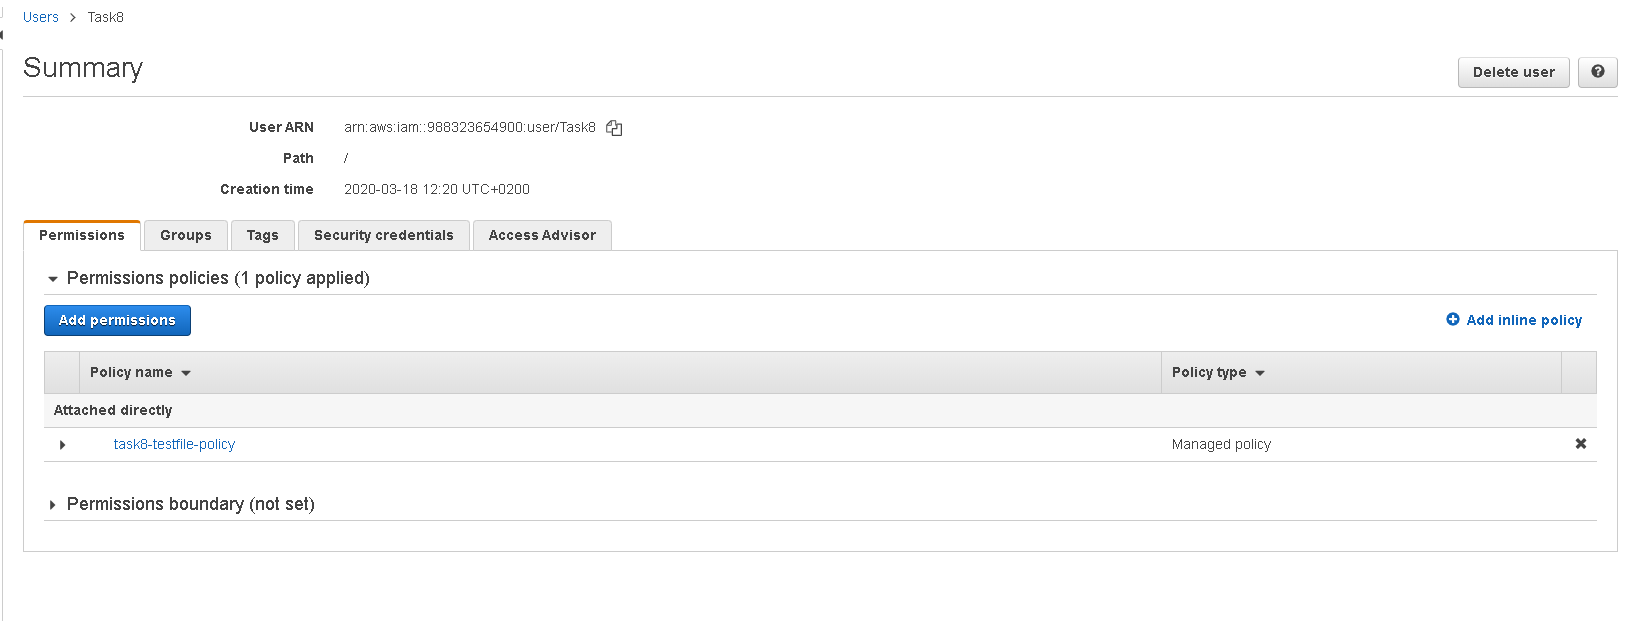 Users > Task8
Summary
Delete user
User ARN arn:aws:iam::988323654900:user/Task8
Path /
Creation time 2020-03-18 12:20 UTC+0200
Permissions Groups Tags Security credentials Access Advisor
Permissions policies (1 policy applied)
Add permissions Add inline policy
Policy name Policy type
Attached directly
task8-testfile-policy Managed policy
Permissions boundary (not set)